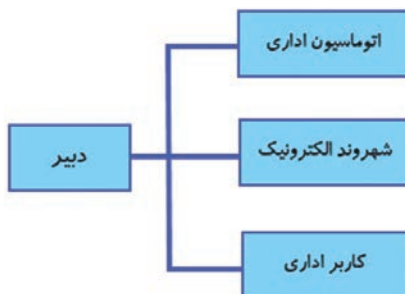 اتوماسیون اداری
شهروند الکترونیک
دبیر
کاربر اداری